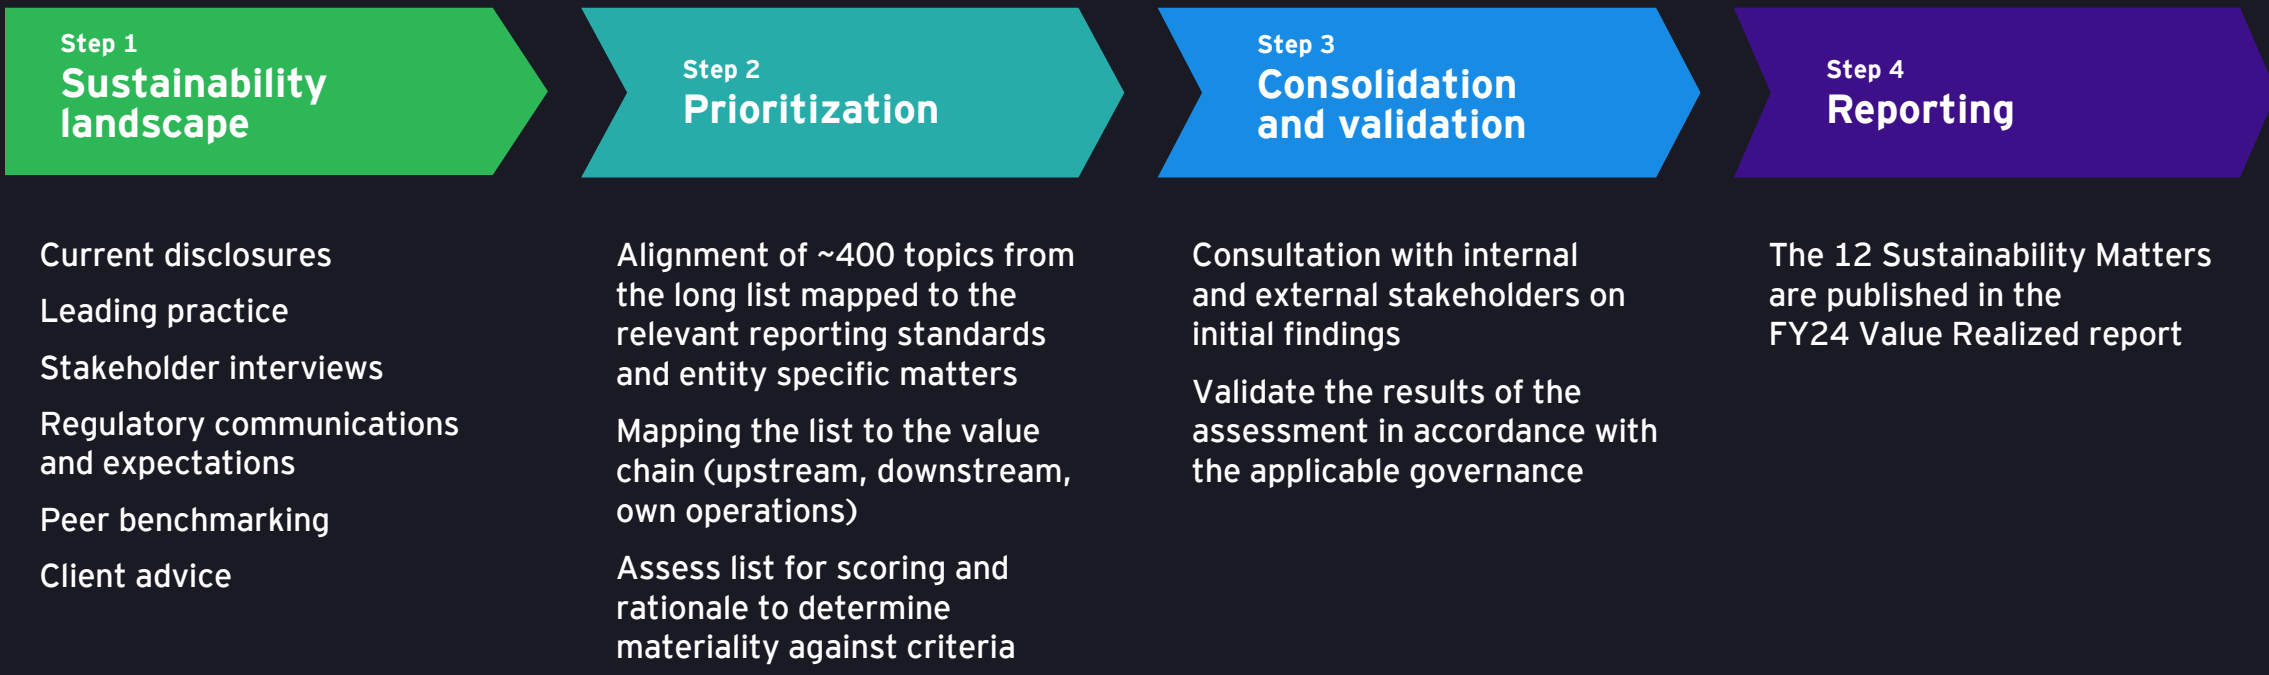 Step 1
Sustainability
landscape
Current disclosures
Leading practice
Stakeholder interviews
Regulatory communications
and expectations
Peer benchmarking
Client advice
Step 2
Prioritization
Alignment of ~400 topics from
the long list mapped to the
relevant reporting standards
and entity specific matters
Mapping the list to the value
chain (upstream, downstream,
own operations)
Assess list for scoring and
rationale to determine
materiality against criteria
Step 3
Consolidation
and validation
Consultation with internal
and external stakeholders on
initial findings
Validate the results of the
assessment in accordance with
the applicable governance
Step 4
Reporting
The 12 Sustainability Matters
are published in the
FY24 Value Realized report